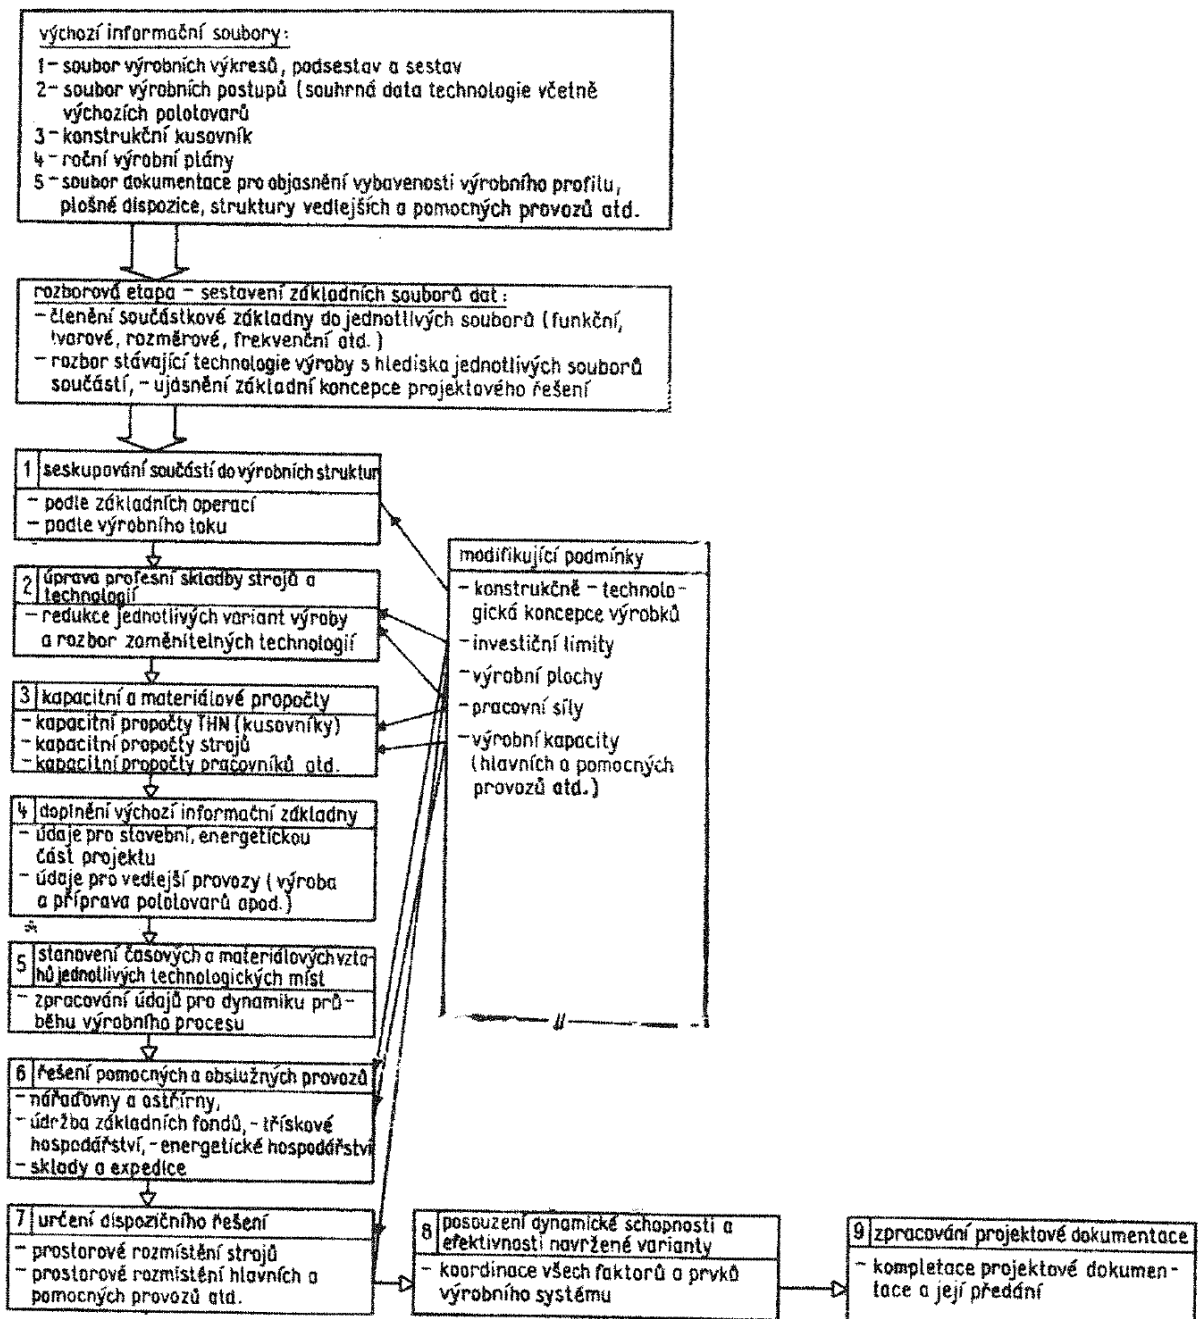 výchozí informační soubory:
1 – soubor výrobních výkresů, podsestav a sestav
2 – soubor výrobních postupů (souhrná data technologie včetně
výchozích polotovarů
3 – konstrukční kusovník
4 – roční výrobní plány
5 – soubor dokumentace pro objasnění vybavenosti výrobního profilu,
plošné dispozice, struktury vedlejších a pomocných provozů atd.
rozborová etapa – sestavení základních souborů dat:
– členění součástkové základny do jednotlivých souborů (funkční,
tvarové, rozměrové, frekvenční atd.)
– rozbor stávající technologie výroby s hlediska jednotlivých souborů
součástí, – ujasnění základní koncepce projektového řešení
1 seskupování součástí do výrobních struktur
– podle základních operací
– podle výrobního toku
2 úprava profesní skladby strojů a
technologií
– redukce jednotlivých variant výroby
a rozbor zaměnitelných technologií
3 kapacitní a materiálové propočty
– kapacitní propočty THN (kusovníky)
– kapacitní propočty strojů
– kapacitní propočty pracovníků atd.
4 doplnění výchozí informační základny
– údaje pro stavební, energetickou
část projektu
– údaje pro vedlejší provozy (výroba
a příprava polotovarů apod.)
5 stanovení časových a materiálových vzta-
hů jednotlivých technologických míst
– zpracování údajů pro dynamiku prů-
běhu výrobního procesu
6 řešení pomocných a obslužných provozů
– nářaďovny a ostřírny,
– údržba základních fondů, – třískové
hospodářství, – energetické hospodářství
– sklady a expedice
7 určení dispozičního řešení
– prostorové rozmístění strojů
– prostorové rozmístění hlavních a
pomocných provozů atd.
modifikující podmínky
– konstrukčně – technolo-
gická koncepce výrobků
– investiční limity
– výrobní plochy
– pracovní síly
– výrobní kapacity
(hlavních a pomocných
provozů atd.)
8 posouzení dynamické schopnosti a
efektivnosti navržené varianty
– koordinace všech faktorů a prvků
výrobního systému
9 zpracování projektové dokumentace
– kompletace projektové dokumen-
tace a její předání